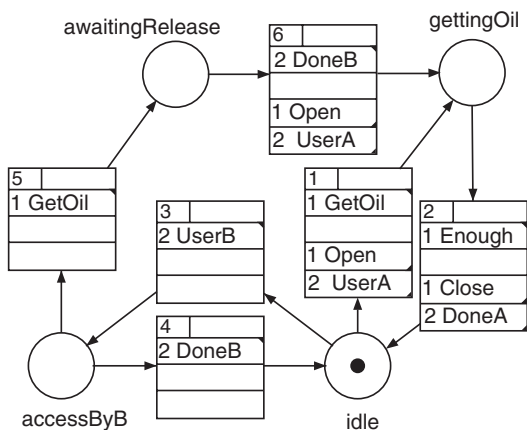 awaitingRelease
gettingOil
6
2 DoneB
1 Open
2 UserA
5
1 GetOil
1
1 GetOil
1 Open
2 UserA
2
1 Enough
1 Close
2 DoneA
3
2 UserB
4
2 DoneB
accessByB
idle